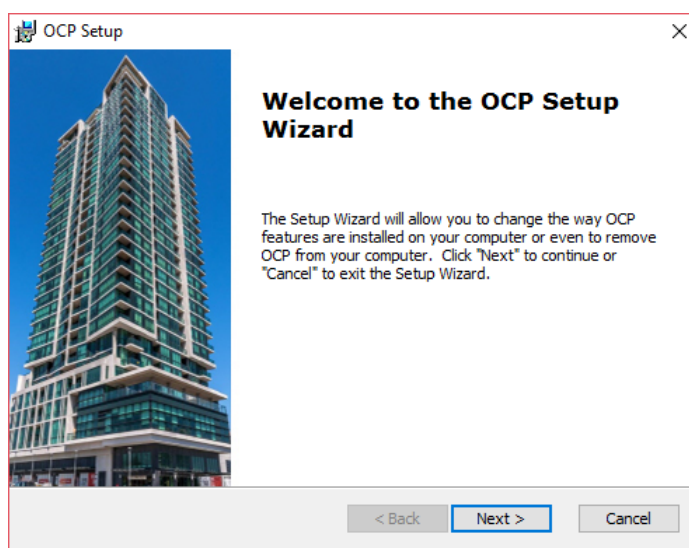 OCP Setup
Welcome to the OCP Setup
Wizard
The Setup Wizard will allow you to change the way OCP
features are installed on your computer or even to remove
OCP from your computer.  Click "Next" to continue or
"Cancel" to exit the Setup Wizard.
< Back Next > Cancel